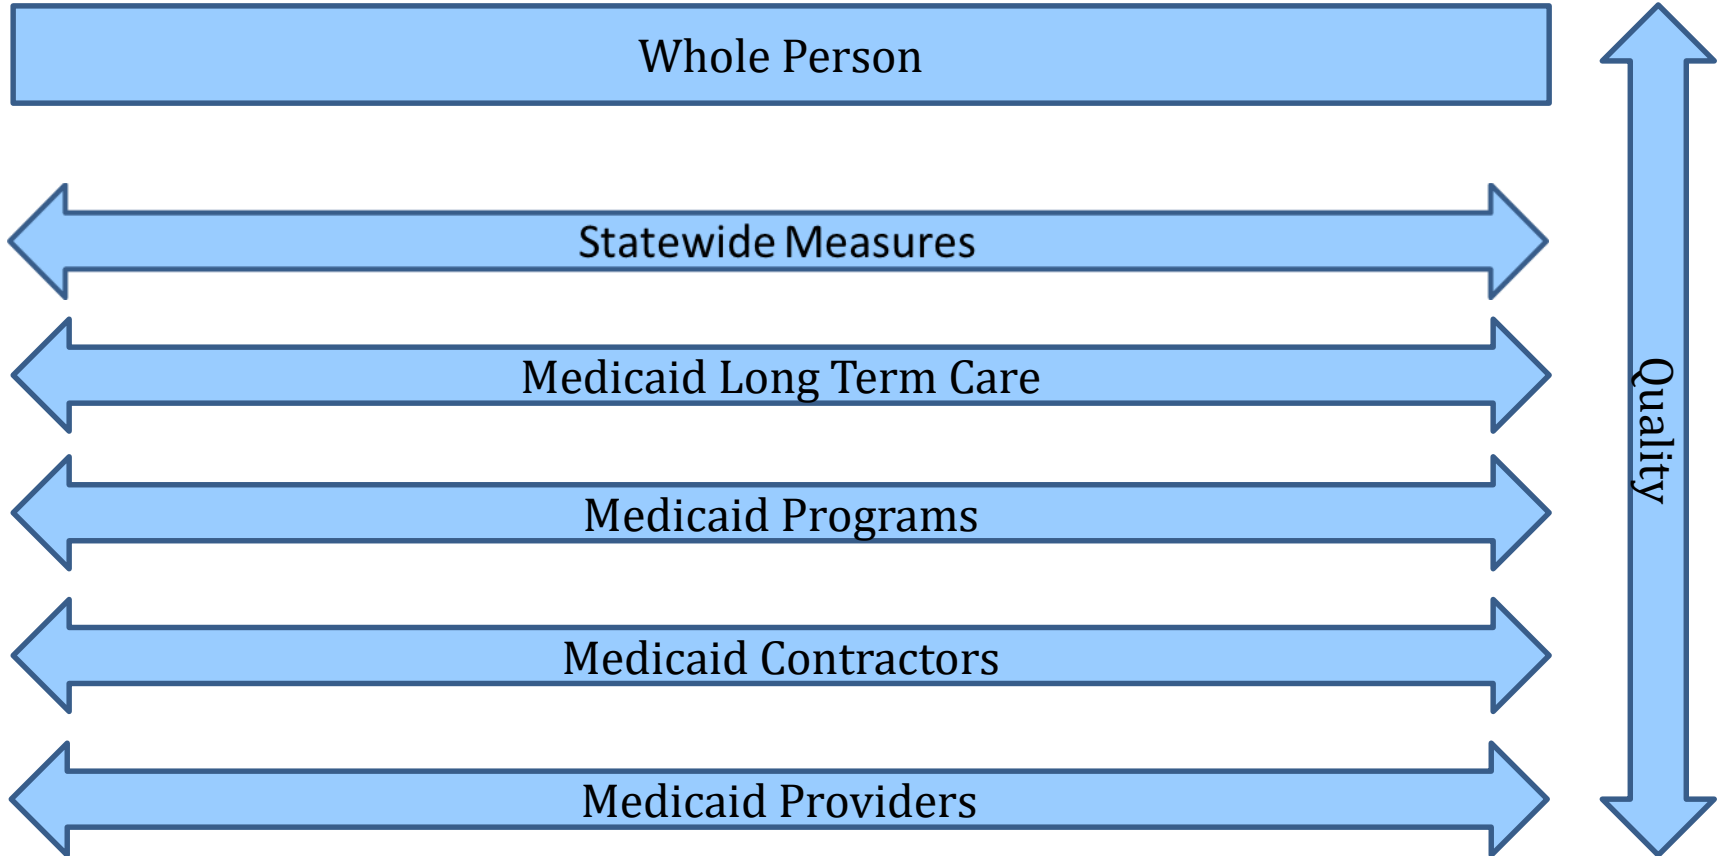 Whole Person
Statewide Measures
Medicaid Long Term Care
Medicaid Programs
Medicaid Contractors
Medicaid Providers
Quality